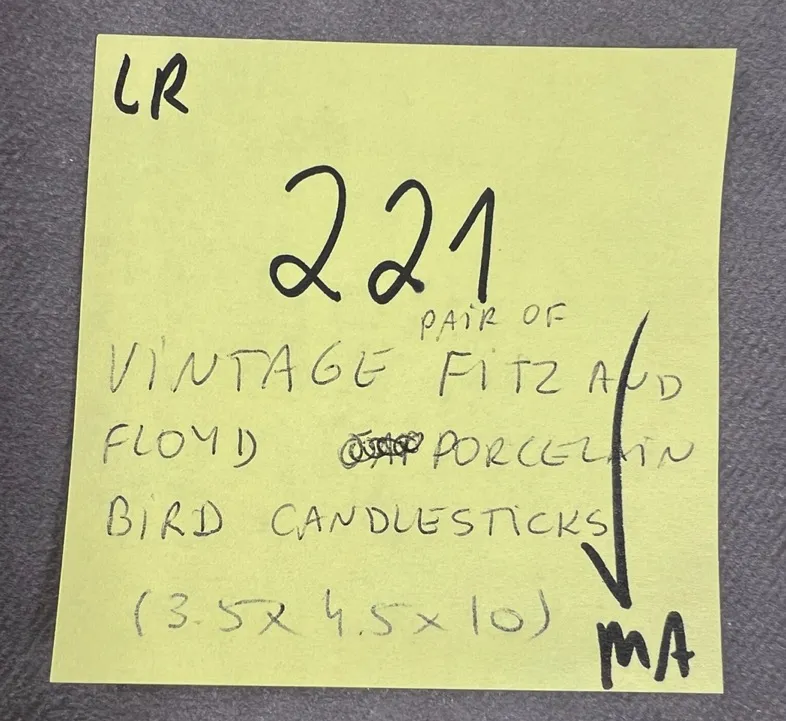 LR
221
PAIR OF
VINTAGE FITZ AND
FLOYD PORCELAIN
BIRD CANDLESTICKS
(3.5x4.5x10)
MA